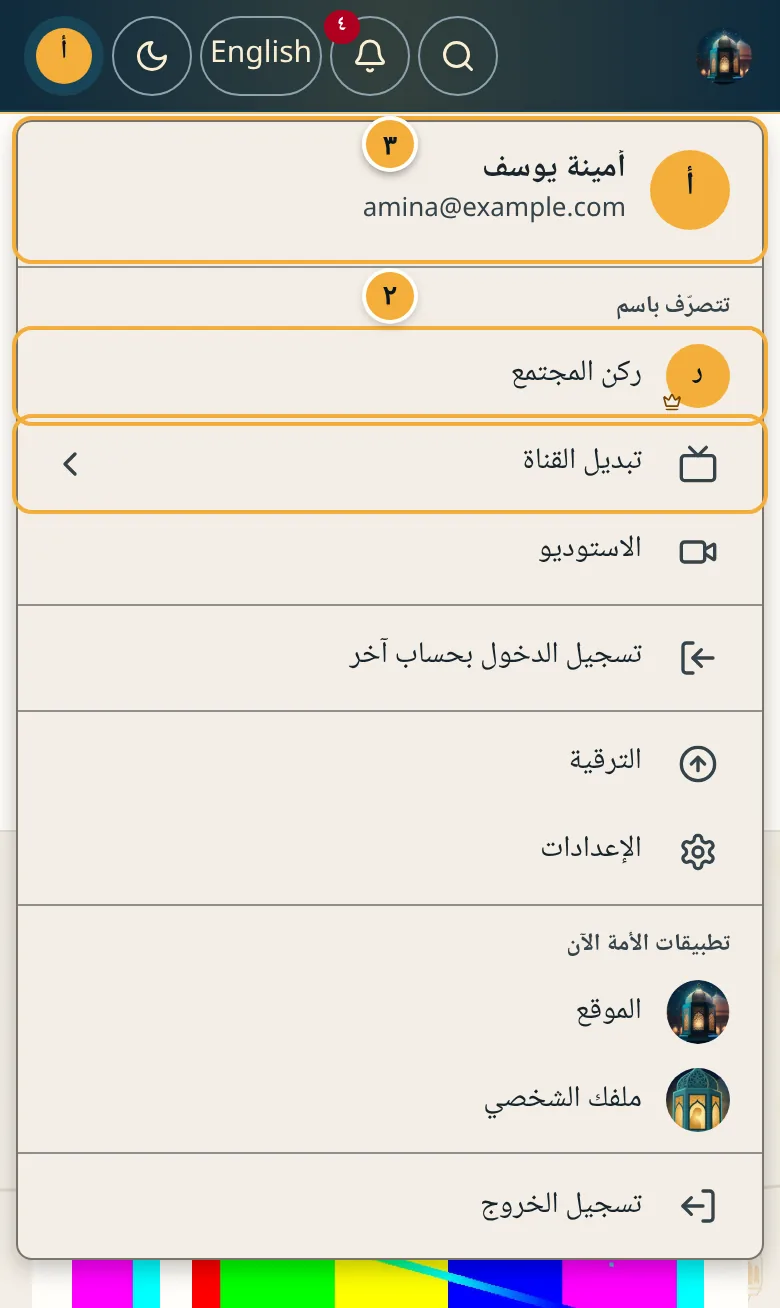 أ
English
٤
٣
أ
أمينة يوسف
amina@example.com
٢
تتصرّف باسم
ر
ركن المجتمع
تبديل القناة
الاستوديو
تسجيل الدخول بحساب آخر
الترقية
الإعدادات
تطبيقات الأمة الآن
الموقع
ملفك الشخصي
تسجيل الخروج